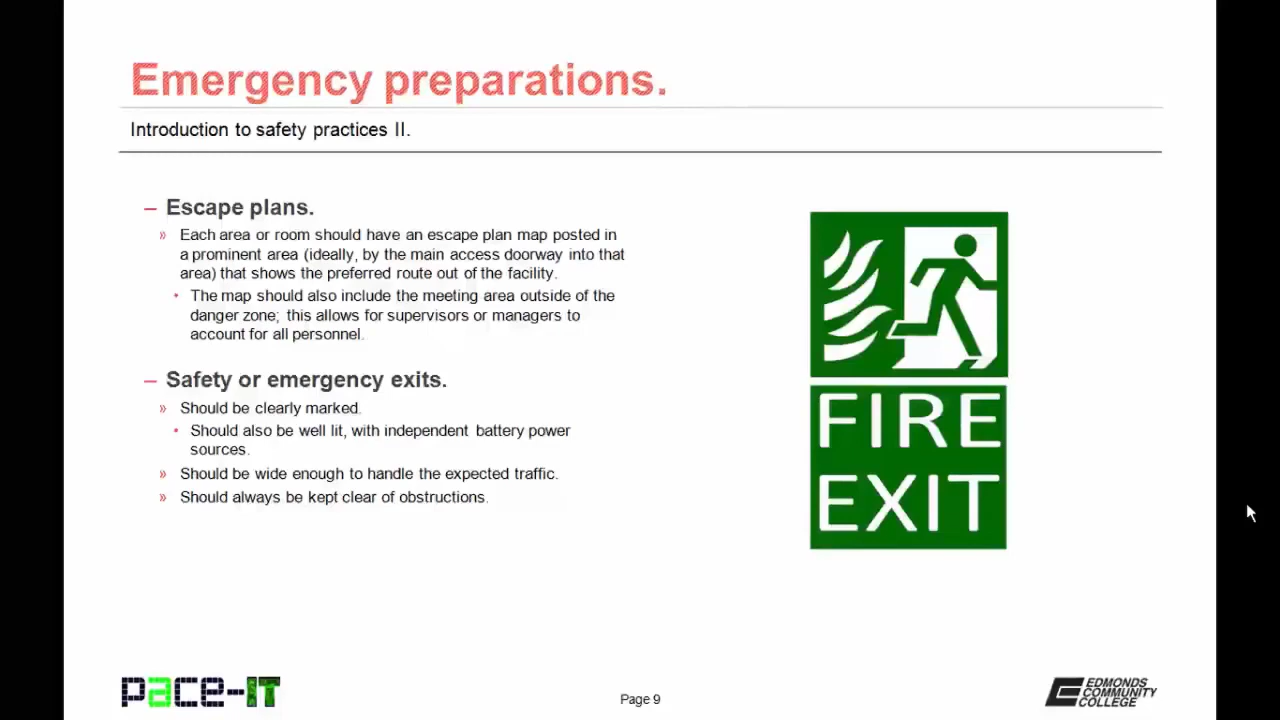 Emergency preparations.
Introduction to safety practices II.
– Escape plans.
» Each area or room should have an escape plan map posted in
a prominent area (ideally, by the main access doorway into that
area) that shows the preferred route out of the facility.
• The map should also include the meeting area outside of the
danger zone; this allows for supervisors or managers to
account for all personnel.
– Safety or emergency exits.
» Should be clearly marked.
• Should also be well lit, with independent battery power
sources.
» Should be wide enough to handle the expected traffic.
» Should always be kept clear of obstructions.
FIRE
EXIT
pace-IT
Page 9
EDMONDS
COMMUNITY
COLLEGE